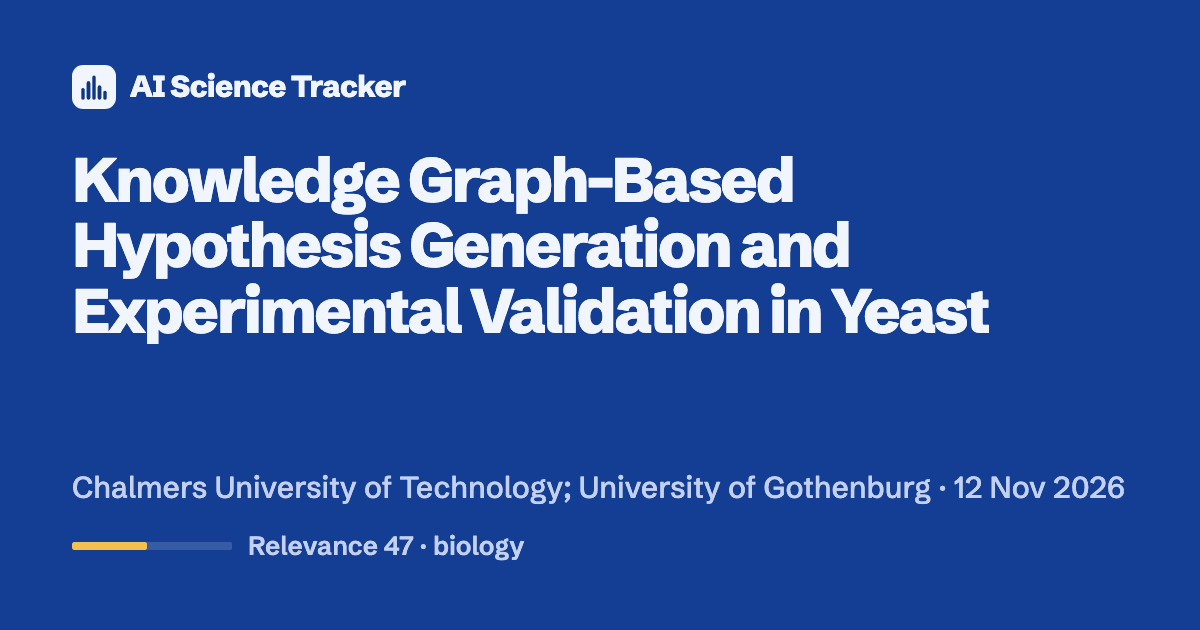 AI Science Tracker
Knowledge Graph-Based
Hypothesis Generation and
Experimental Validation in Yeast
Chalmers University of Technology; University of Gothenburg · 12 Nov 2026
Relevance 47 · biology